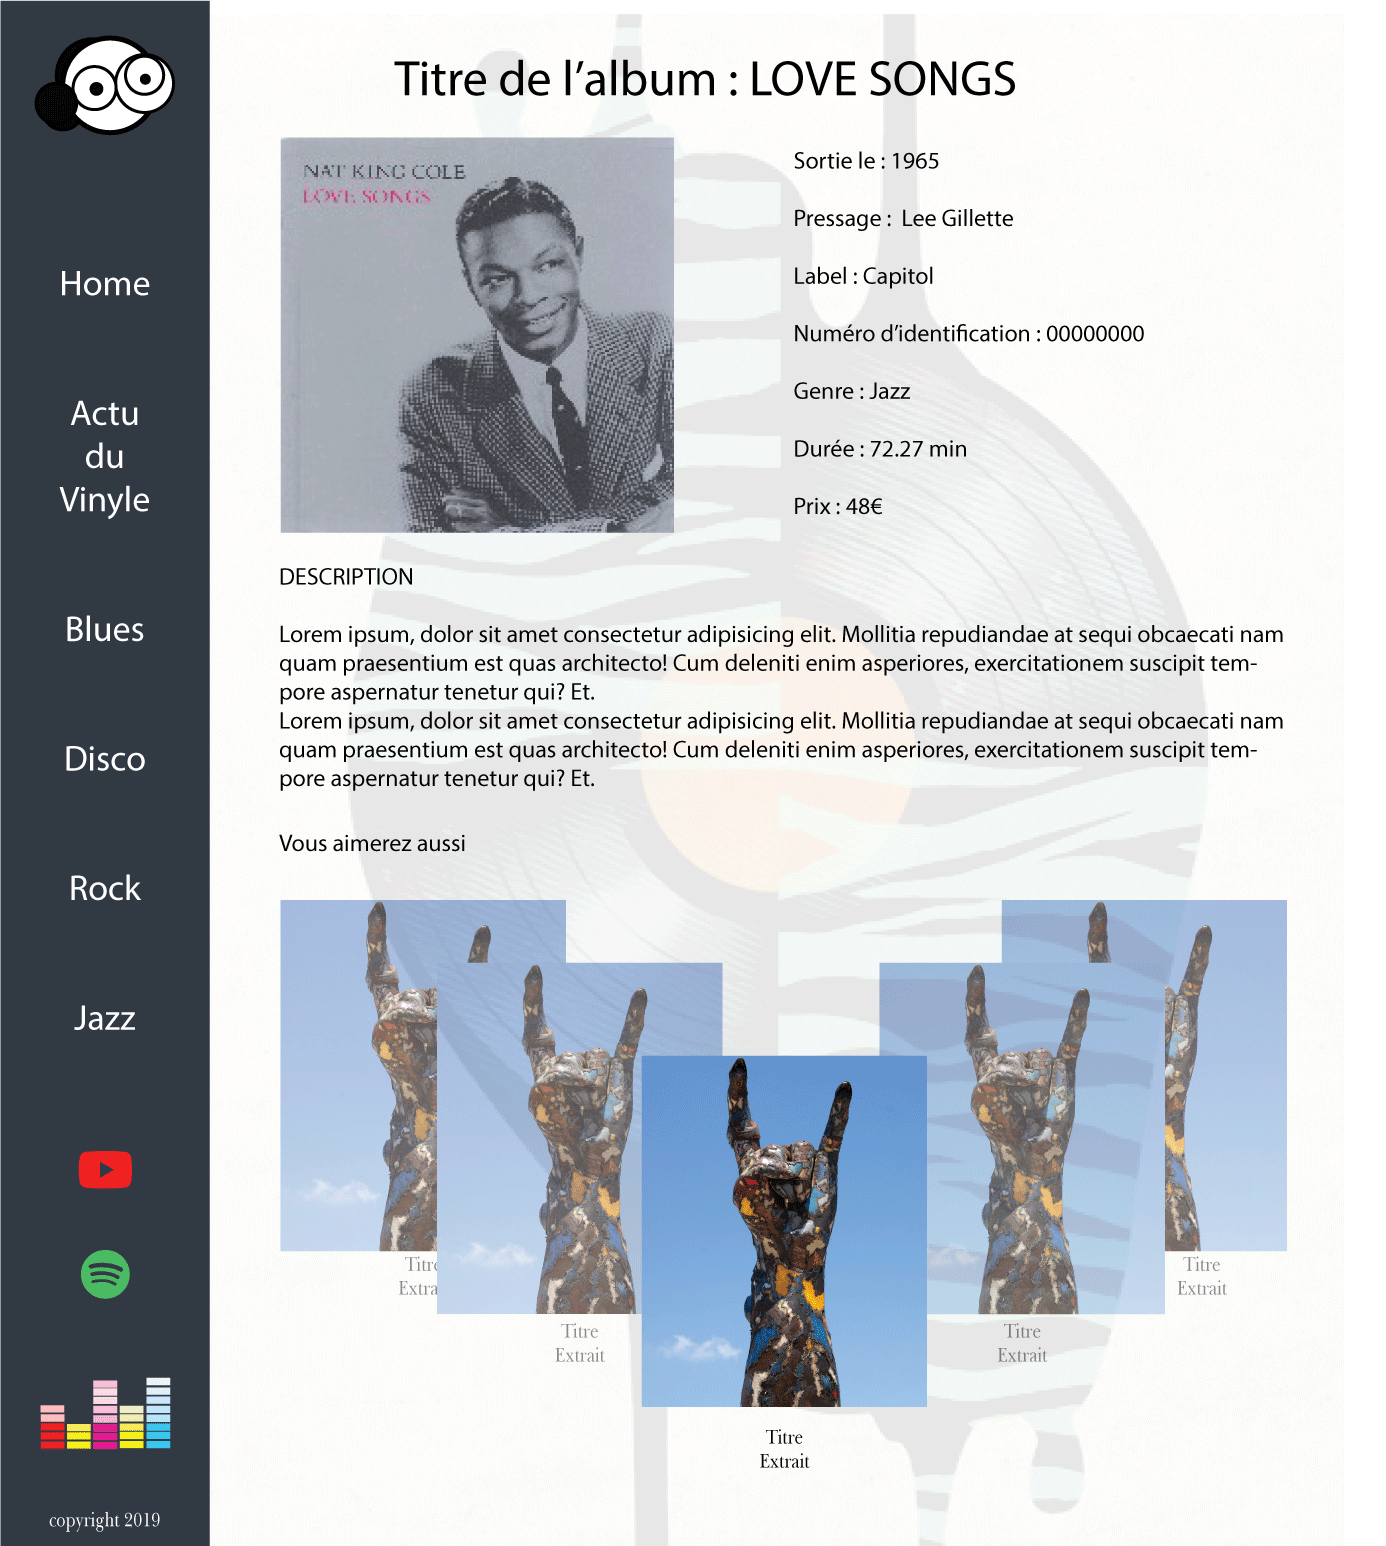 Titre de l’album : LOVE SONGS
Home
Actu
du
Vinyle
Blues
Disco
Rock
Jazz
copyright 2019
NAT KING COLE
LOVE SONGS
Sortie le : 1965
Pressage :  Lee Gillette
Label : Capitol
Numéro d’identification : 00000000
Genre : Jazz
Durée : 72.27 min
Prix : 48€
DESCRIPTION
Lorem ipsum, dolor sit amet consectetur adipisicing elit. Mollitia repudiandae at sequi obcaecati nam
quam praesentium est quas architecto! Cum deleniti enim asperiores, exercitationem suscipit tem-
pore aspernatur tenetur qui? Et.
Lorem ipsum, dolor sit amet consectetur adipisicing elit. Mollitia repudiandae at sequi obcaecati nam
quam praesentium est quas architecto! Cum deleniti enim asperiores, exercitationem suscipit tem-
pore aspernatur tenetur qui? Et.
Vous aimerez aussi
Titre
Extra
Titre
Extrait
Titre
Extrait
Titre
Extrait
Titre
Extrait